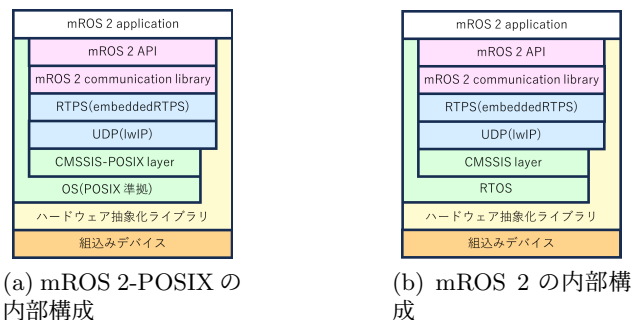 mROS 2 application
mROS 2 API
mROS 2 communication library
RTPS(embeddedRTPS)
UDP(lwIP)
CMSSIS-POSIX layer
OS(POSIX 準拠)
ハードウェア抽象化ライブラリ
組込みデバイス
(a) mROS 2-POSIX の
内部構成
mROS 2 application
mROS 2 API
mROS 2 communication library
RTPS(embeddedRTPS)
UDP(lwIP)
CMSSIS layer
RTOS
ハードウェア抽象化ライブラリ
組込みデバイス
(b) mROS 2 の内部構
成